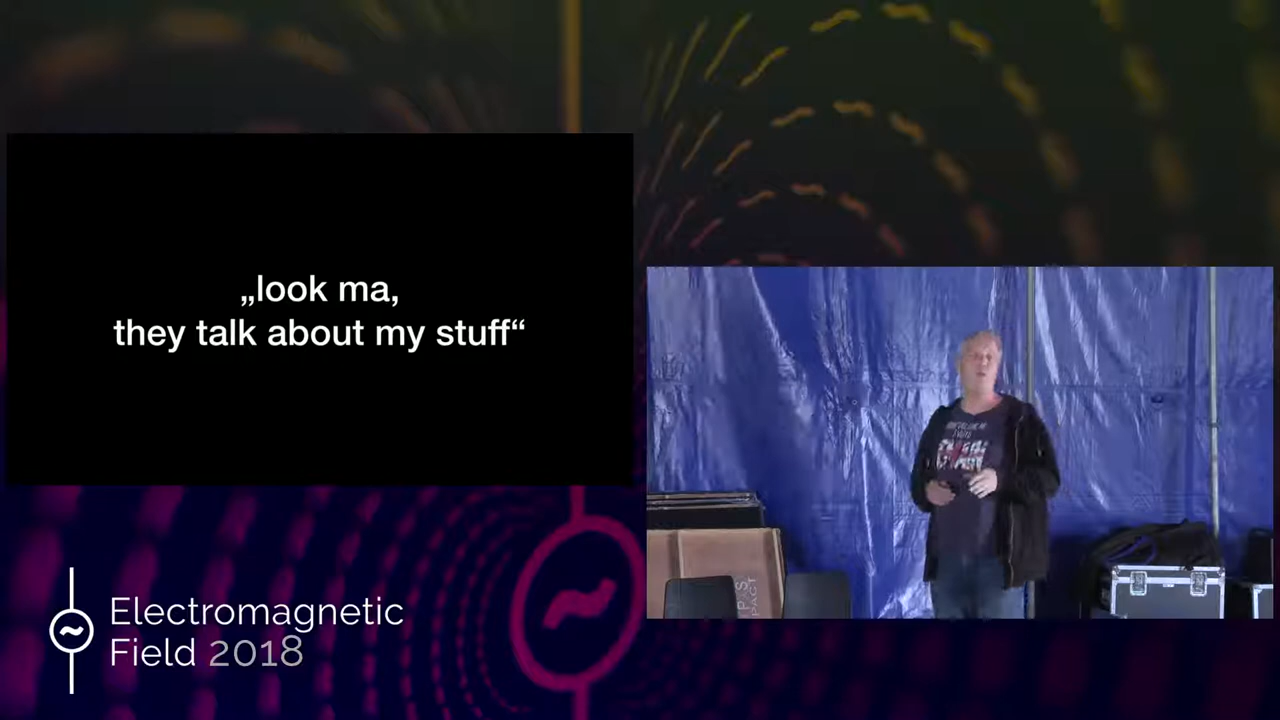 „look ma,
they talk about my stuff“
Electromagnetic
Field 2018